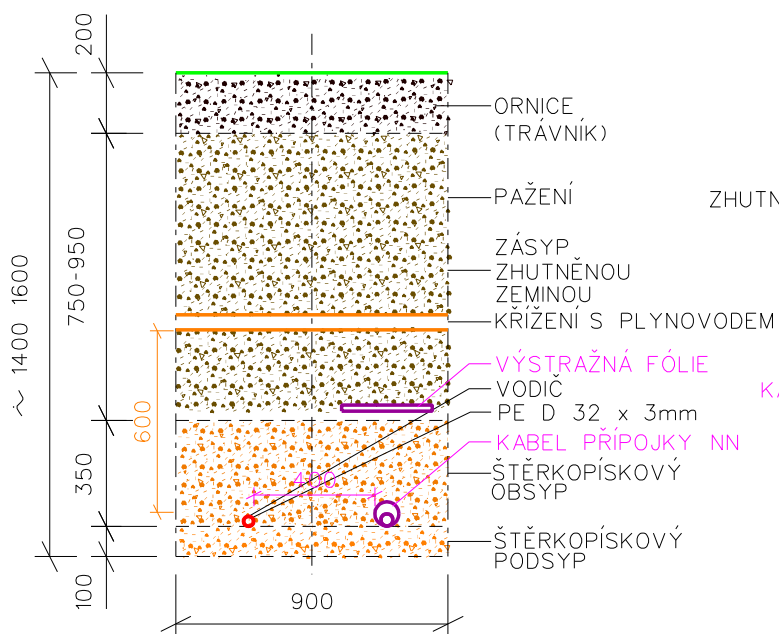 200
ORNICE
(TRÁVNÍK)
PAŽENÍ
ZHUTN
750-950
~ 1400 1600
ZÁSYP
ZHUTNĚNOU
ZEMINOU
KŘÍŽENÍ S PLYNOVODEM
VÝSTRAŽNÁ FÓLIE
VODIČ
PE D 32 x 3mm
KABEL PŘÍPOJKY NN
600
350
400
ŠTĚRKOPÍSKOVÝ
OBSYP
ŠTĚRKOPÍSKOVÝ
PODSYP
100
900